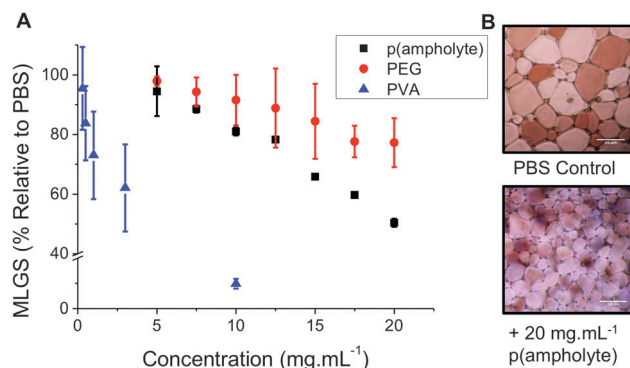 A
MLGS (% Relative to PBS)
100
80
60
40
0
0
5
10
15
20
Concentration (mg.mL⁻¹)
p(ampholyte)
PEG
PVA
B
PBS Control
+ 20 mg.mL⁻¹
p(ampholyte)